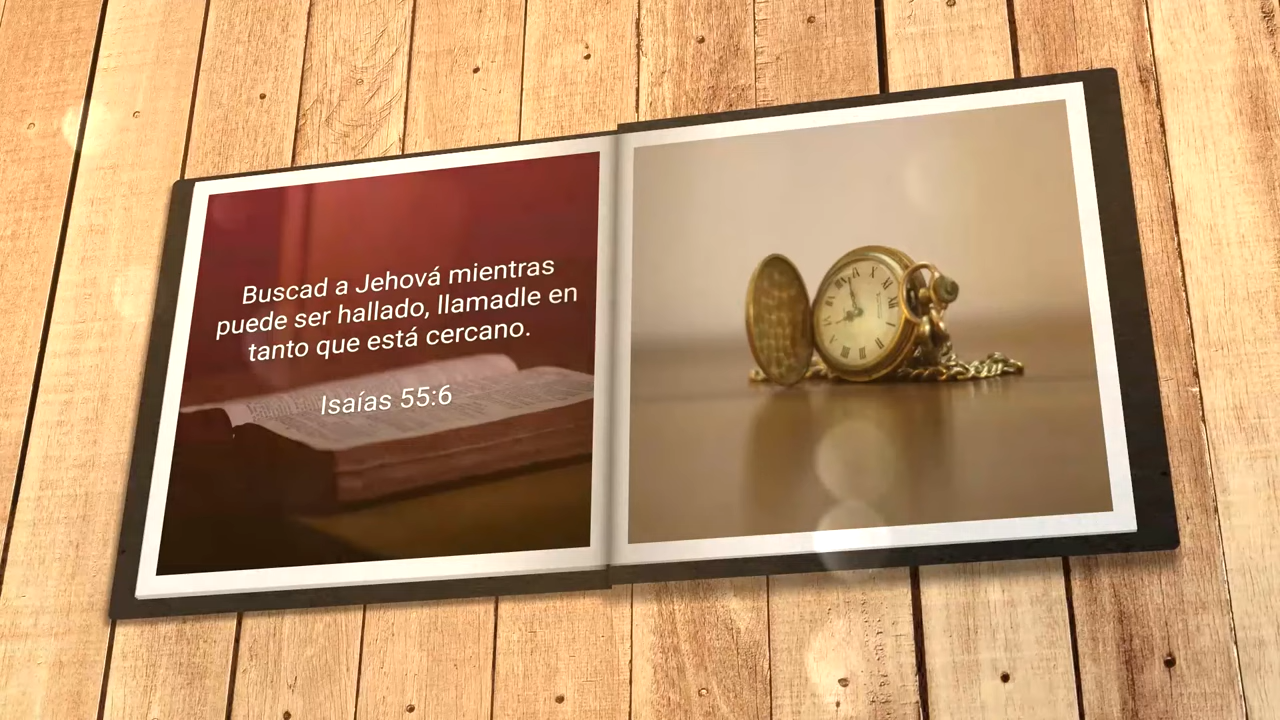 Buscad a Jehová mientras
puede ser hallado, llamadle en
tanto que está cercano.
Isaías 55:6